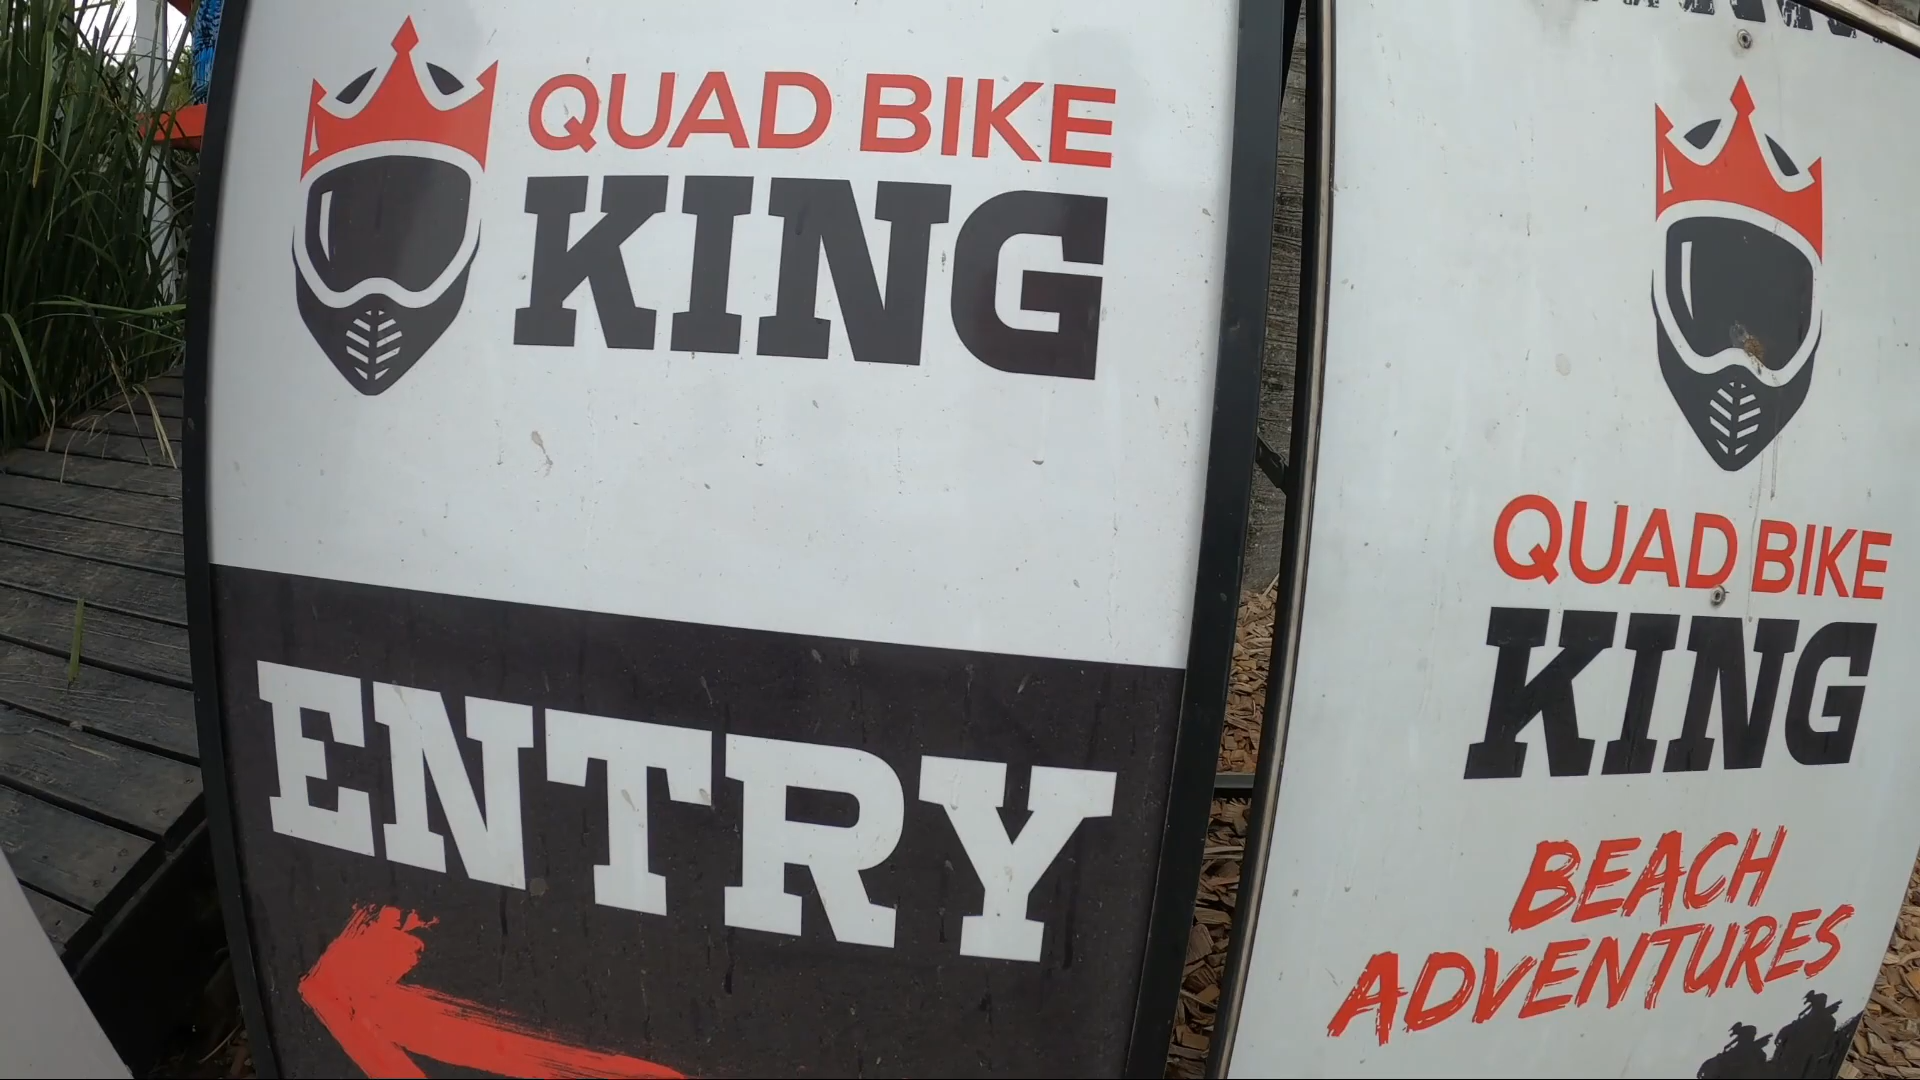 QUAD BIKE
KING
ENTRY
QUAD BIKE
KING
BEACH
ADVENTURES